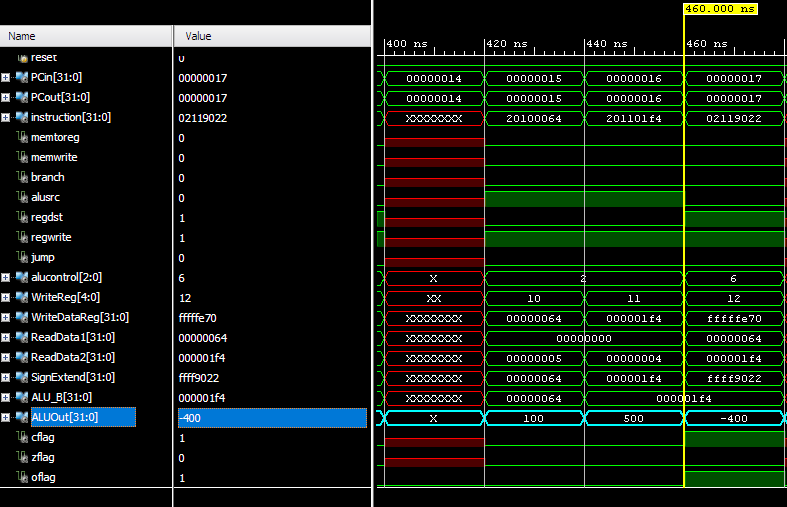 460.000 ns
Name Value 400 ns 420 ns 440 ns 460 ns
reset 0
PCin[31:0] 00000017 00000014 00000015 00000016 00000017
PCout[31:0] 00000017 00000014 00000015 00000016 00000017
instruction[31:0] 02119022 XXXXXXXX 20100064 201101f4 02119022
memtoreg 0
memwrite 0
branch 0
alusrc 0
regdst 1
regwrite 1
jump 0
alucontrol[2:0] 6 X 2 6
WriteReg[4:0] 12 XX 10 11 12
WriteDataReg[31:0] fffffe70 XXXXXXXX 00000064 000001f4 fffffe70
ReadData1[31:0] 00000064 XXXXXXXX 00000000 00000064
ReadData2[31:0] 000001f4 XXXXXXXX 00000005 00000004 000001f4
SignExtend[31:0] ffff9022 XXXXXXXX 00000064 000001f4 ffff9022
ALU_B[31:0] 000001f4 XXXXXXXX 00000064 000001f4
ALUOut[31:0] -400 X 100 500 -400
cflag 1
zflag 0
oflag 1